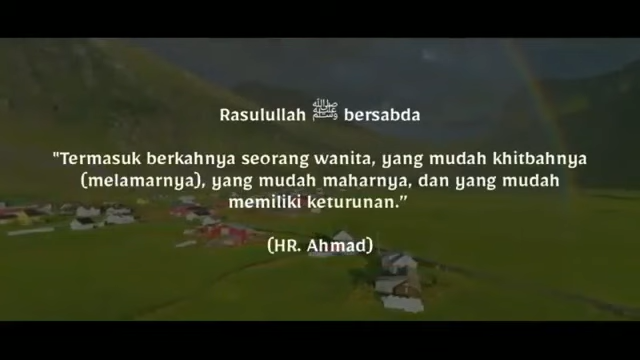 Rasulullah ﷺ bersabda
"Termasuk berkahnya seorang wanita, yang mudah khitbahnya
(melamarnya), yang mudah maharnya, dan yang mudah
memiliki keturunan.”
(HR. Ahmad)